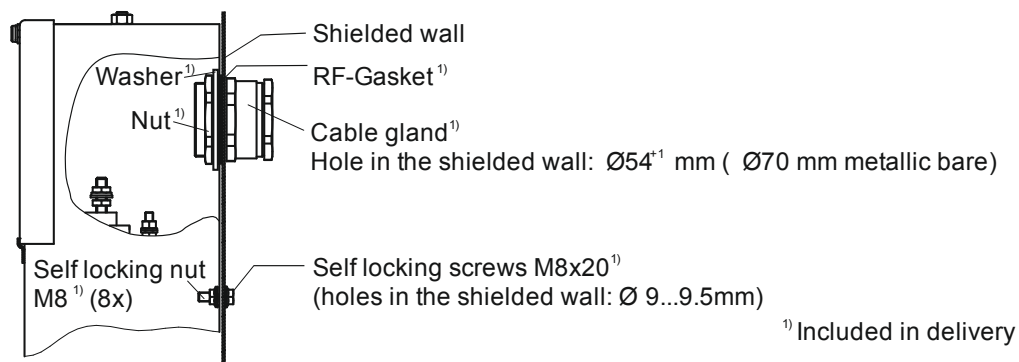 Shielded wall
Washer¹⁾
RF-Gasket¹⁾
Nut¹⁾
Cable gland¹⁾
Hole in the shielded wall: Ø54⁺¹ mm ( Ø70 mm metallic bare)
Self locking nut
M8 ¹⁾ (8x)
Self locking screws M8x20¹⁾
(holes in the shielded wall: Ø 9...9.5mm)
¹⁾ Included in delivery